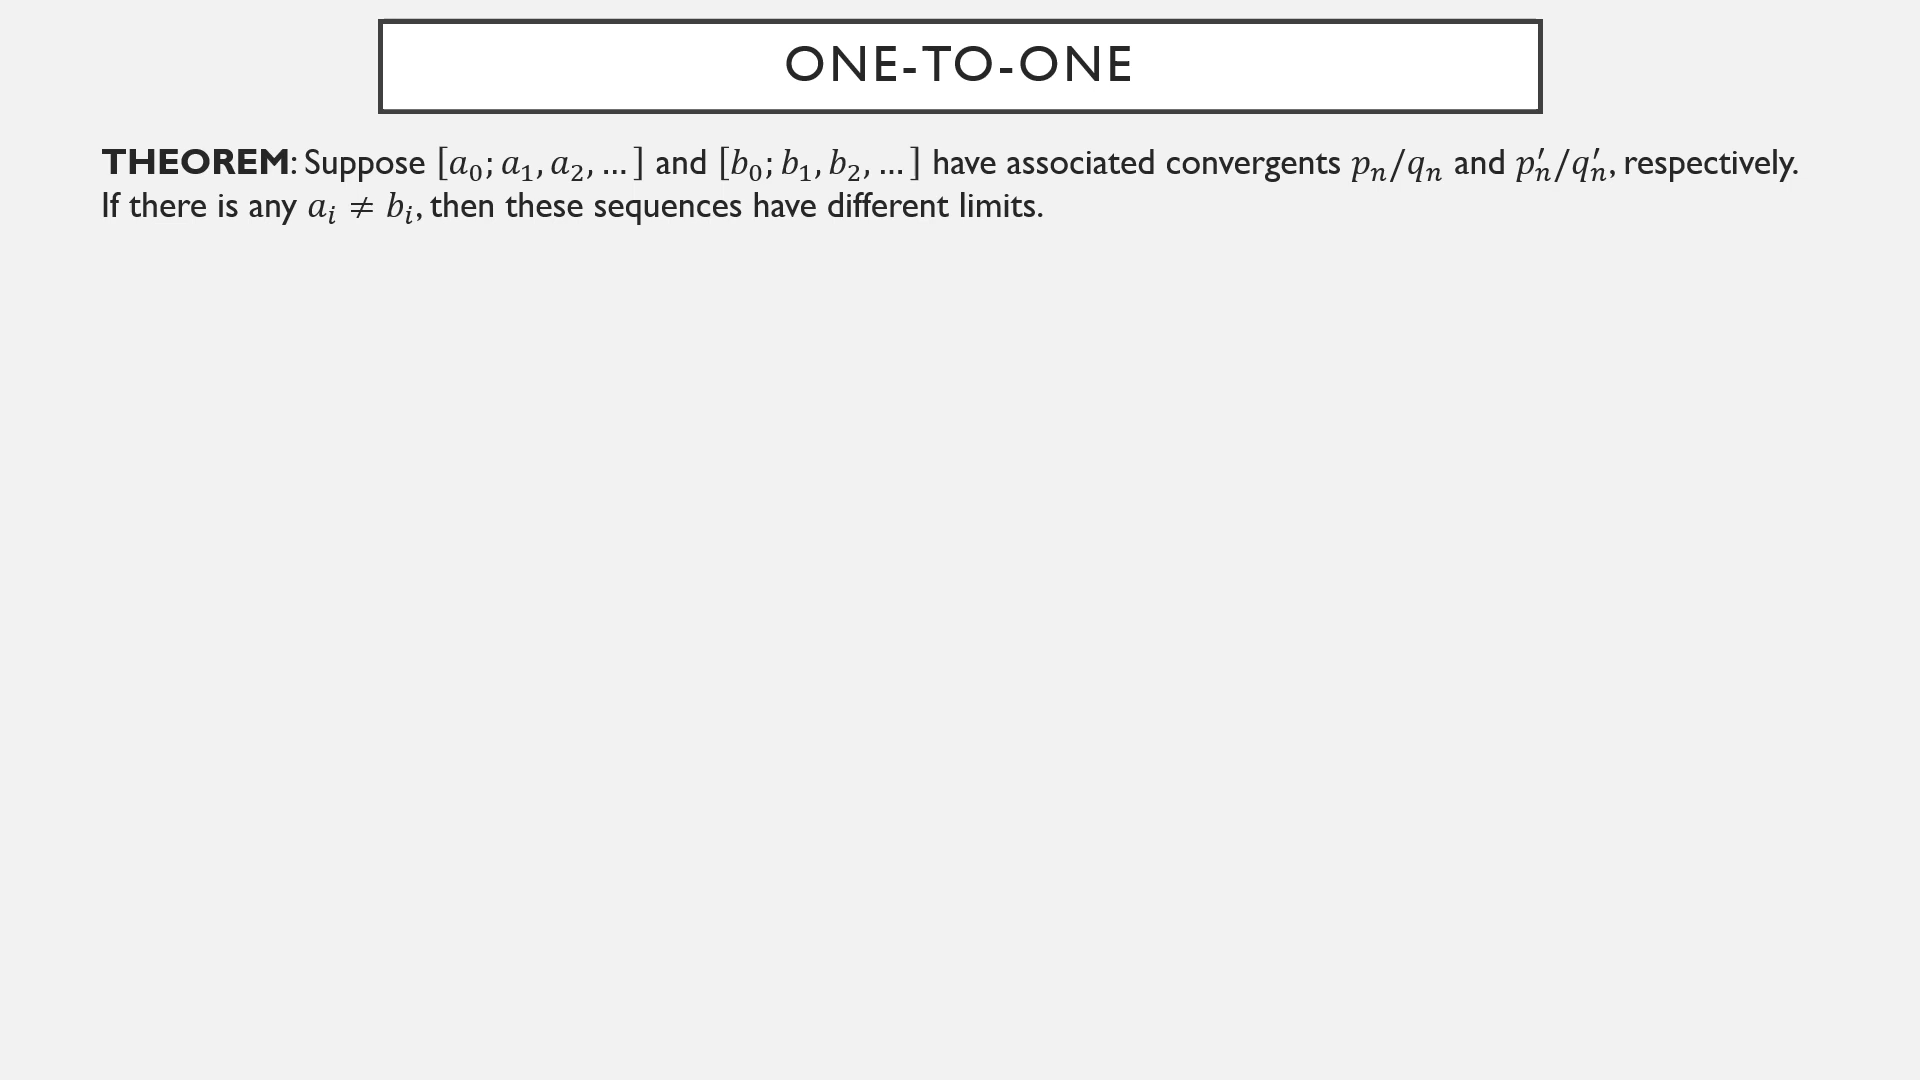 ONE-TO-ONE
THEOREM: Suppose [a₀; a₁, a₂, … ] and [b₀; b₁, b₂, … ] have associated convergents pₙ/qₙ and p′ₙ/q′ₙ, respectively.
If there is any aᵢ ≠ bᵢ, then these sequences have different limits.